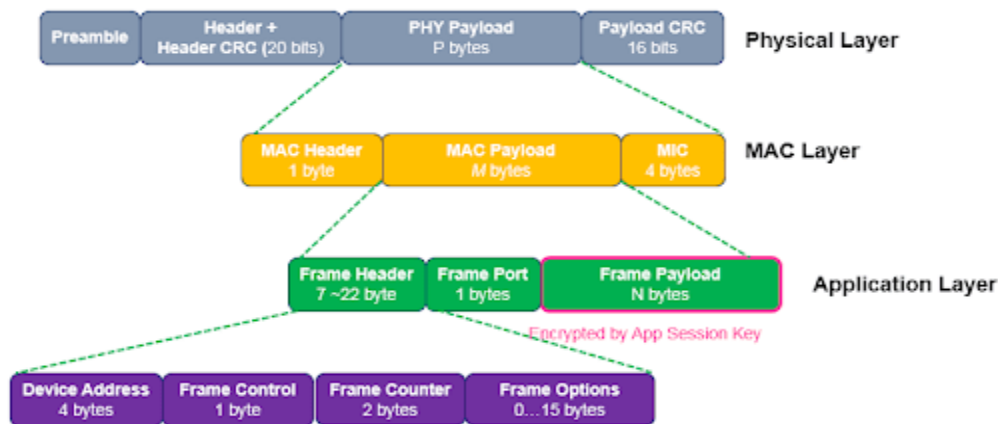 Preamble
Header +
Header CRC (20 bits)
PHY Payload
P bytes
Payload CRC
16 bits
Physical Layer
MAC Header
1 byte
MAC Payload
M bytes
MIC
4 bytes
MAC Layer
Frame Header
7 ~22 byte
Frame Port
1 bytes
Frame Payload
N bytes
Application Layer
Encrypted by App Session Key
Device Address
4 bytes
Frame Control
1 byte
Frame Counter
2 bytes
Frame Options
0…15 bytes